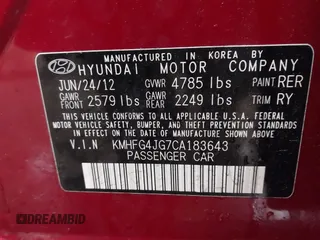 MANUFACTURED IN KOREA BY
HYUNDAI MOTOR COMPANY
JUN/24/12 GVWR 4785 lbs PAINT RER
GAWR FRONT 2579 lbs GAWR REAR 2249 lbs TRIM RY
THIS VEHICLE CONFORMS TO ALL APPLICABLE
FEDERAL MOTOR VEHICLE SAFETY, BUMPER,
AND THEFT PREVENTION STANDARDS IN EFFECT
ON THE DATE OF MANUFACTURE SHOWN ABOVE.
V.I.N KMHFG4JG7CA183643
PASSENGER CAR
DREAMBID